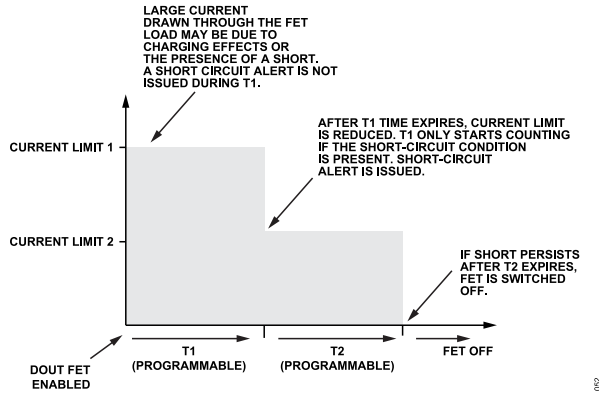 LARGE CURRENT
DRAWN THROUGH THE FET
LOAD MAY BE DUE TO
CHARGING EFFECTS OR
THE PRESENCE OF A SHORT.
A SHORT CIRCUIT ALERT IS NOT
ISSUED DURING T1.
AFTER T1 TIME EXPIRES, CURRENT LIMIT
IS REDUCED. T1 ONLY STARTS COUNTING
IF THE SHORT-CIRCUIT CONDITION
IS PRESENT. SHORT-CIRCUIT
ALERT IS ISSUED.
CURRENT LIMIT 1
CURRENT LIMIT 2
IF SHORT PERSISTS
AFTER T2 EXPIRES,
FET IS SWITCHED
OFF.
DOUT FET
ENABLED
T1
(PROGRAMMABLE)
T2
(PROGRAMMABLE)
FET OFF